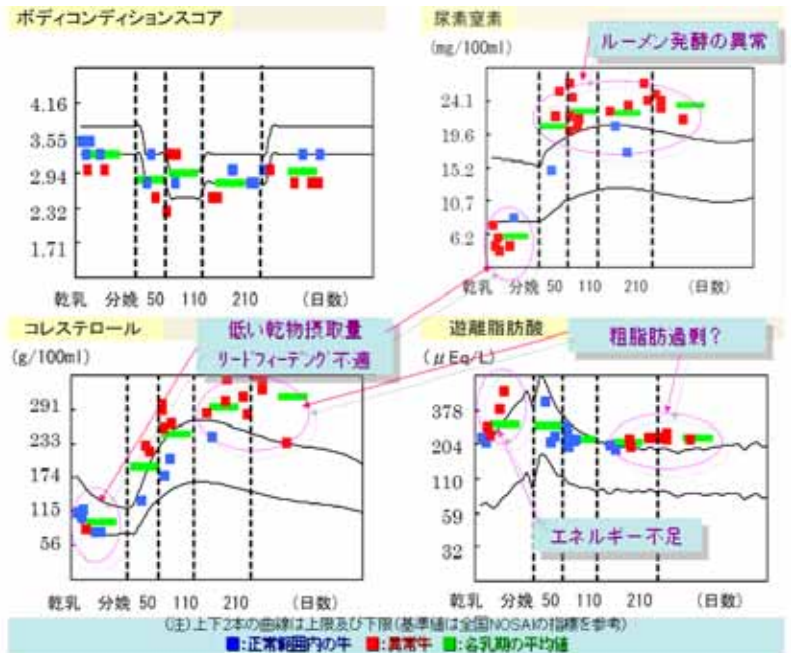 ボディコンディションスコア
4.16
3.55
2.94
2.32
1.71
乾乳 分娩 50 110 210 (日数)
尿素窒素
(mg/100ml)
ルーメン発酵の異常
24.1
19.6
15.2
10.7
6.2
乾乳 分娩 50 110 210 (日数)
コレステロール
(g/100ml)
低い乾物摂取量
リードフィーデング不適
291
233
174
115
56
乾乳 分娩 50 110 210 (日数)
遊離脂肪酸
(μEq/L)
粗脂肪過剰?
378
204
110
59
32
エネルギー不足
乾乳 分娩 50 110 210 (日数)
(注)上下2本の曲線は上限及び下限(基準値は全国NOSAIの指標を参考)
■:正常範囲内の牛 ■:異常牛 ■:各乳期の平均値